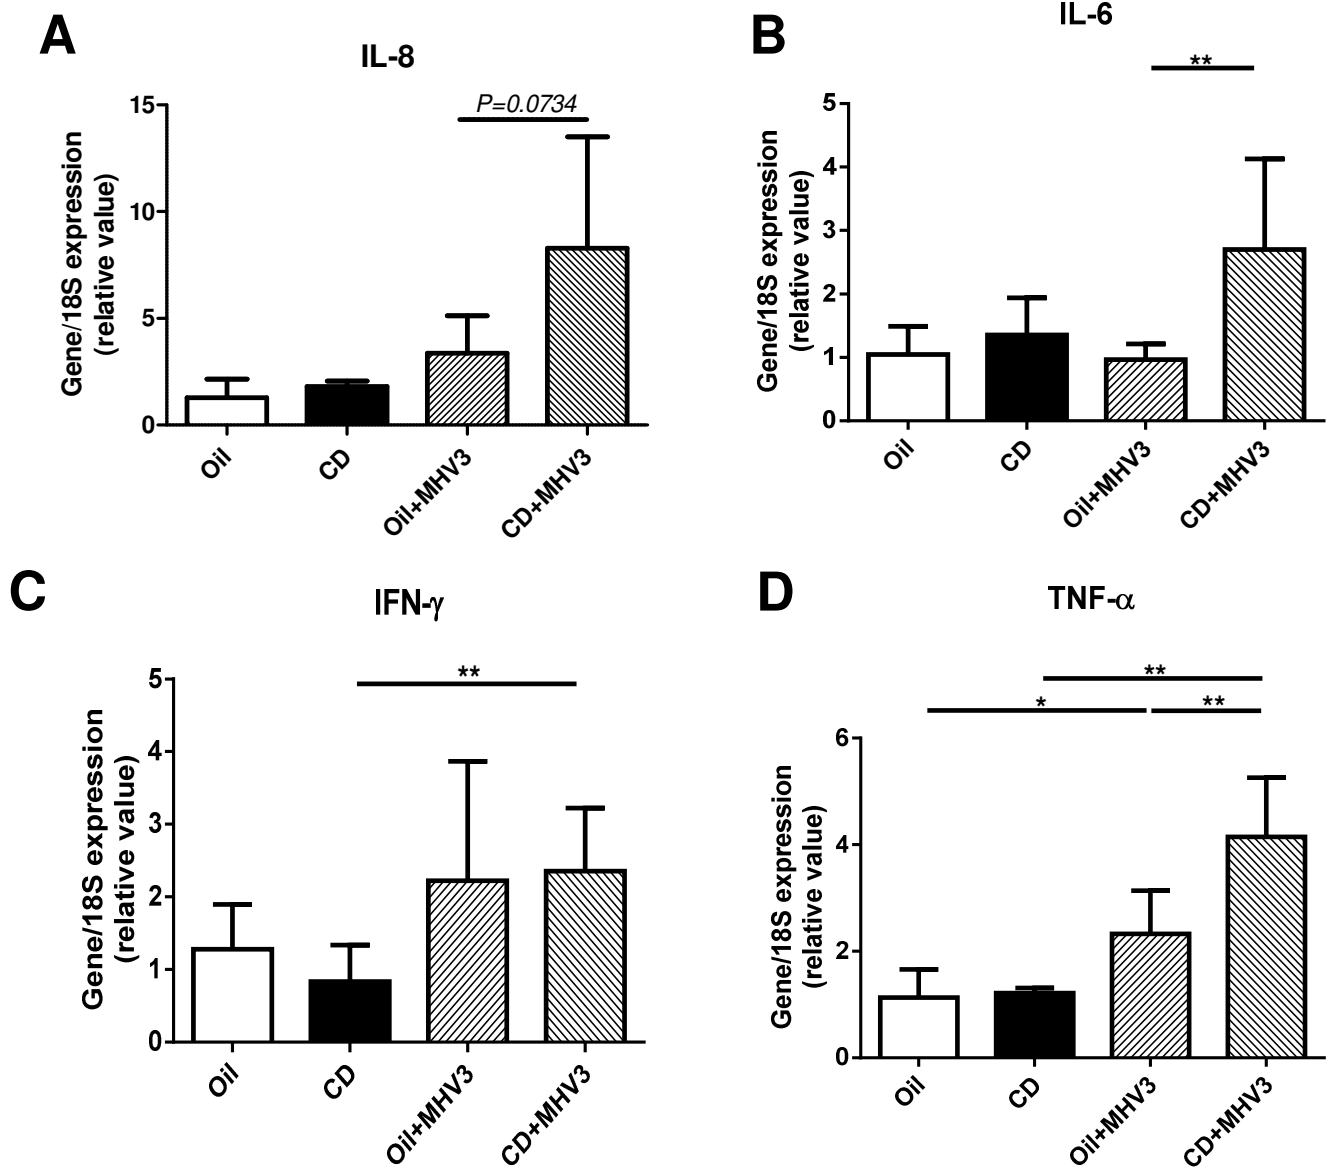 A
IL-8
P=0.0734
Gene/18S expression
(relative value)
15
10
5
0
Oil
CD
Oil+MHV3
CD+MHV3
B
IL-6
**
Gene/18S expression
(relative value)
5
4
3
2
1
0
Oil
CD
Oil+MHV3
CD+MHV3
C
IFN-γ
**
Gene/18S expression
(relative value)
5
4
3
2
1
0
Oil
CD
Oil+MHV3
CD+MHV3
D
TNF-α
**
*
**
Gene/18S expression
(relative value)
6
4
2
0
Oil
CD
Oil+MHV3
CD+MHV3